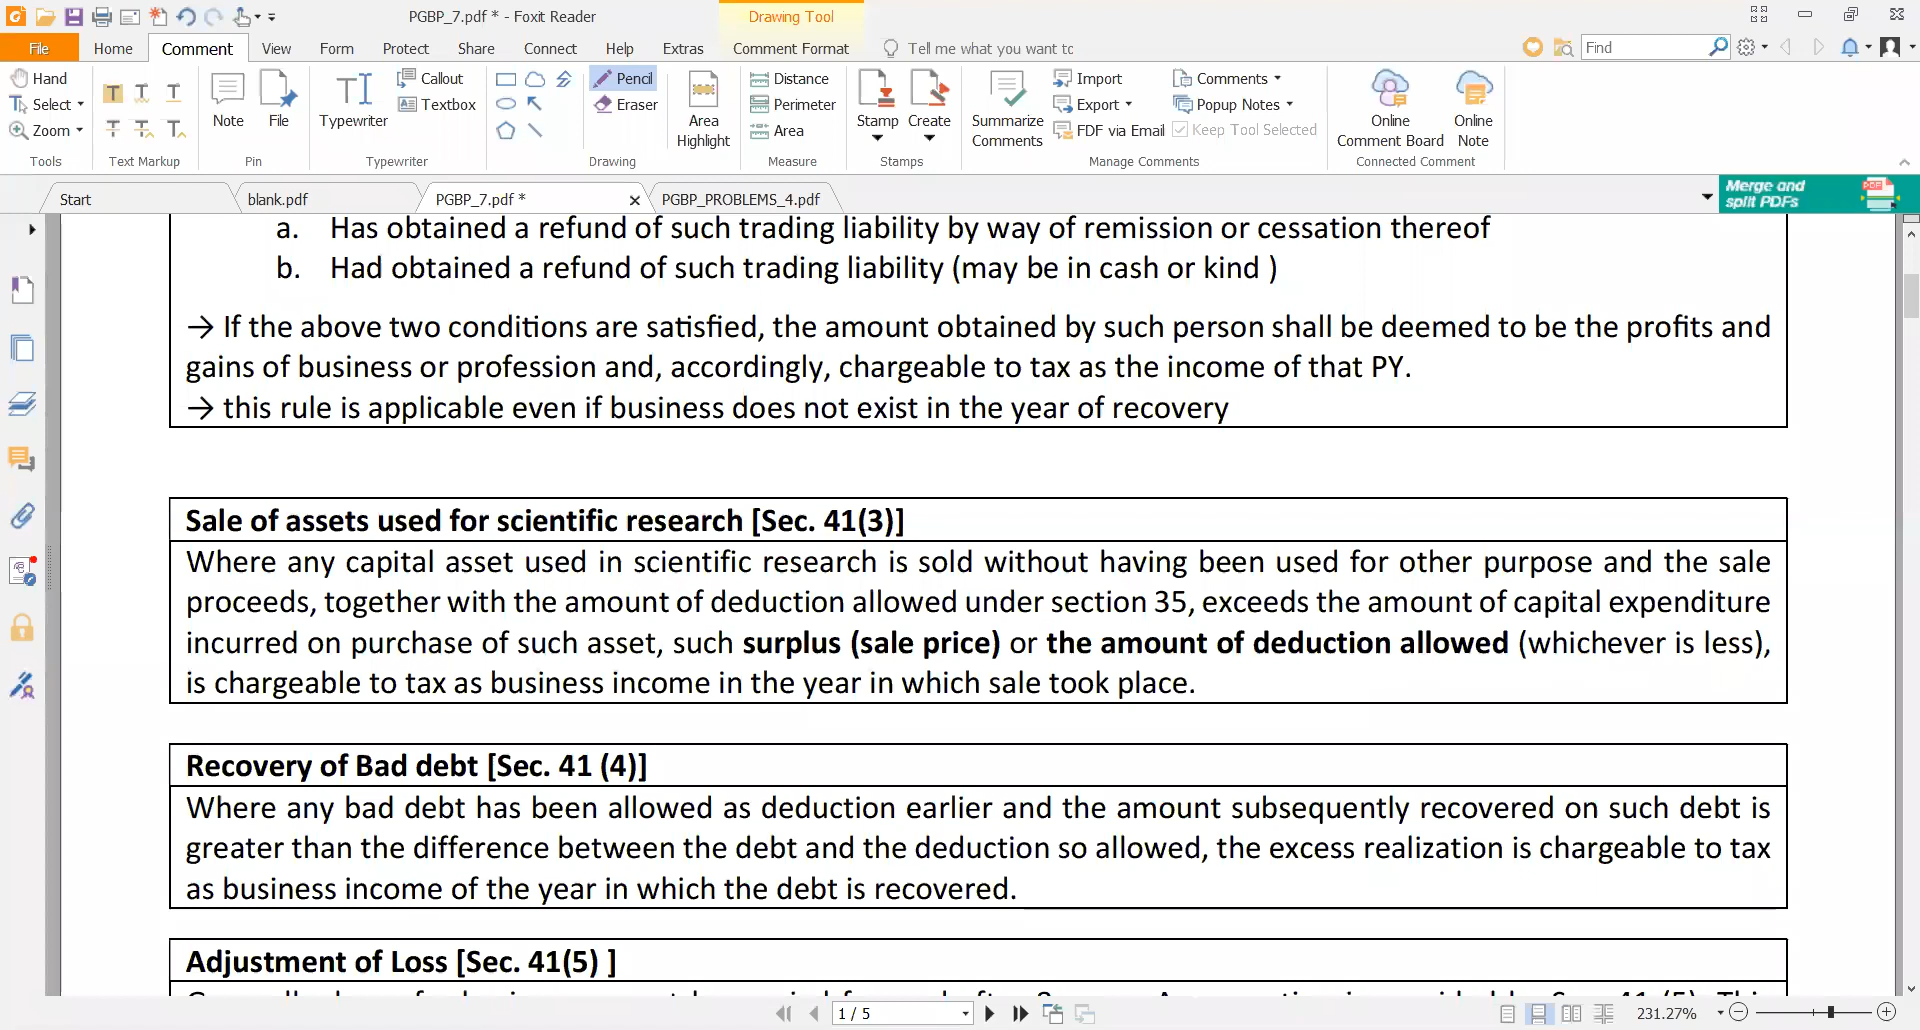 PGBP_7.pdf * - Foxit Reader
Drawing Tool
File Home Comment View Form Protect Share Connect Help Extras Comment Format Tell me what you want to Find
Hand
Select
Zoom
Tools
Text Markup
Note
File
Pin
Typewriter
Callout
Textbox
Typewriter
Pencil
Eraser
Drawing
Area
Highlight
Distance
Perimeter
Area
Measure
Stamp
Create
Stamps
Summarize
Comments
Import
Export
FDF via Email
Comments
Popup Notes
Keep Tool Selected
Manage Comments
Online
Comment Board
Online
Note
Connected Comment
Start blank.pdf PGBP_7.pdf * PGBP_PROBLEMS_4.pdf
Merge and
split PDFs
PDF
a. Has obtained a refund of such trading liability by way of remission or cessation thereof
b. Had obtained a refund of such trading liability (may be in cash or kind )
→ If the above two conditions are satisfied, the amount obtained by such person shall be deemed to be the profits and
gains of business or profession and, accordingly, chargeable to tax as the income of that PY.
→ this rule is applicable even if business does not exist in the year of recovery
Sale of assets used for scientific research [Sec. 41(3)]
Where any capital asset used in scientific research is sold without having been used for other purpose and the sale
proceeds, together with the amount of deduction allowed under section 35, exceeds the amount of capital expenditure
incurred on purchase of such asset, such surplus (sale price) or the amount of deduction allowed (whichever is less),
is chargeable to tax as business income in the year in which sale took place.
Recovery of Bad debt [Sec. 41 (4)]
Where any bad debt has been allowed as deduction earlier and the amount subsequently recovered on such debt is
greater than the difference between the debt and the deduction so allowed, the excess realization is chargeable to tax
as business income of the year in which the debt is recovered.
Adjustment of Loss [Sec. 41(5) ]
1 / 5
231.27%